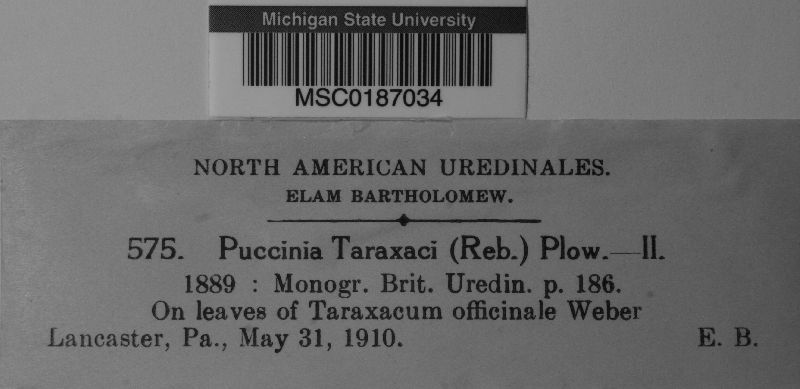 Michigan State University
MSC0187034
NORTH AMERICAN UREDINALES.
ELAM BARTHOLOMEW.
575. Puccinia Taraxaci (Reb.) Plow.—II.
1889 : Monogr. Brit. Uredin. p. 186.
On leaves of Taraxacum officinale Weber
Lancaster, Pa., May 31, 1910. E. B.